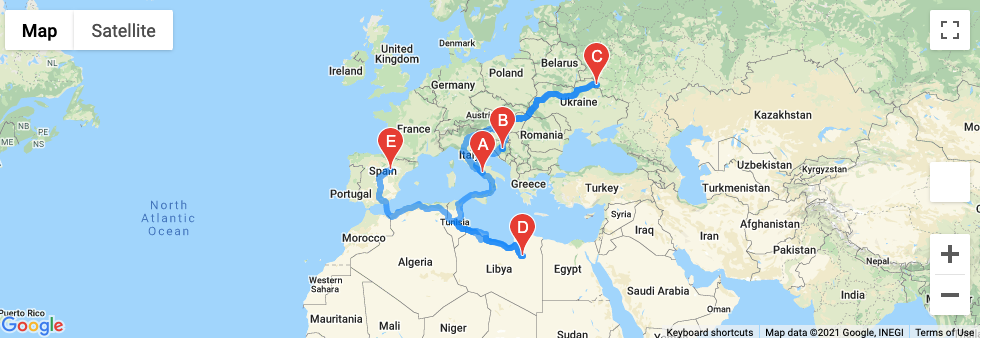 Map
Satellite
Denmark
United
Kingdom
Ireland
Belarus
Poland
Germany
NL
NB
PE
NS
Ukraine
Kazakhstan
France
Austria
Romania
Italy
Spain
Portugal
Uzbekistan
Kyrgyzstan
Greece
Turkey
Turkmenistan
North
Atlantic
Ocean
Tunisia
Syria
Iraq
Iran
Afghanistan
Morocco
Pakistan
Nepal
Algeria
Libya
Egypt
Western
Sahara
Saudi Arabia
India
Oman
Mauritania
Mali
Niger
Sudan
Puerto Rico
A
B
C
D
E
Google
Keyboard shortcuts
Map data ©2021 Google, INEGI
Terms of Use